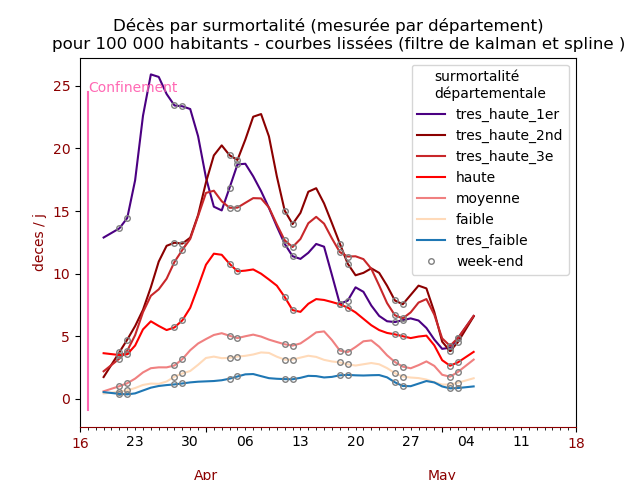 Décès par surmortalité (mesurée par département)
pour 100 000 habitants - courbes lissées (filtre de kalman et spline )
Confinement
surmortalité
départementale
tres_haute_1er
tres_haute_2nd
tres_haute_3e
haute
moyenne
faible
tres_faible
week-end
deces / j
25
20
15
10
5
0
16 23 30 06 13 20 27 04 11 18
Apr May